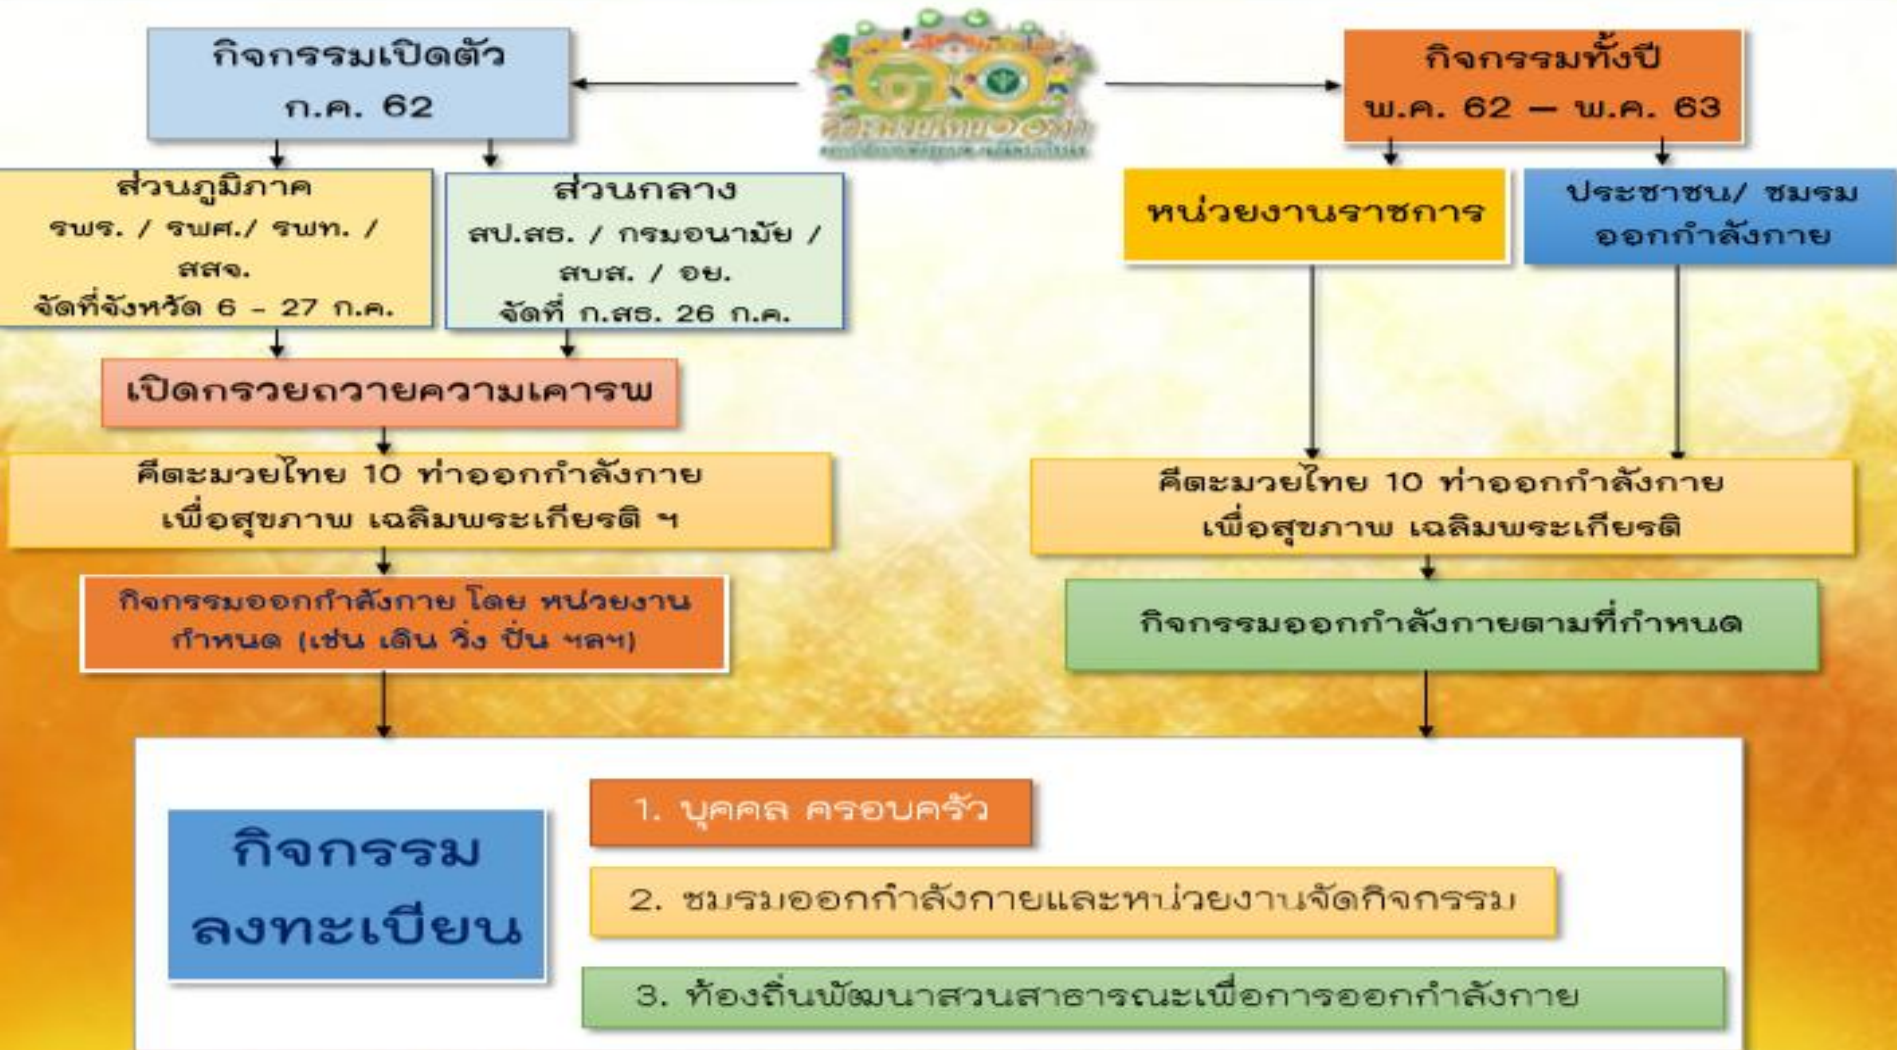 กิจกรรมเปิดตัว
ก.ค. 62
กิจกรรมทั้งปี
พ.ค. 62 – พ.ค. 63
ส่วนภูมิภาค
รพร. / รพศ./ รพท. /
สสจ.
จัดที่จังหวัด 6 - 27 ก.ค.
ส่วนกลาง
สป.สธ. / กรมอนามัย /
สบส. / อย.
จัดที่ ก.สธ. 26 ก.ค.
หน่วยงานราชการ
ประชาชน/ ชมรม
ออกกำลังกาย
เปิดกรวยถวายความเคารพ
คีตะมวยไทย 10 ท่าออกกำลังกาย
เพื่อสุขภาพ เฉลิมพระเกียรติ ฯ
คีตะมวยไทย 10 ท่าออกกำลังกาย
เพื่อสุขภาพ เฉลิมพระเกียรติ
กิจกรรมออกกำลังกาย โดย หน่วยงาน
กำหนด (เช่น เดิน วิ่ง ปั่น ฯลฯ)
กิจกรรมออกกำลังกายตามที่กำหนด
กิจกรรม
ลงทะเบียน
1. บุคคล ครอบครัว
2. ชมรมออกกำลังกายและหน่วยงานจัดกิจกรรม
3. ท้องถิ่นพัฒนาสวนสาธารณะเพื่อการออกกำลังกาย